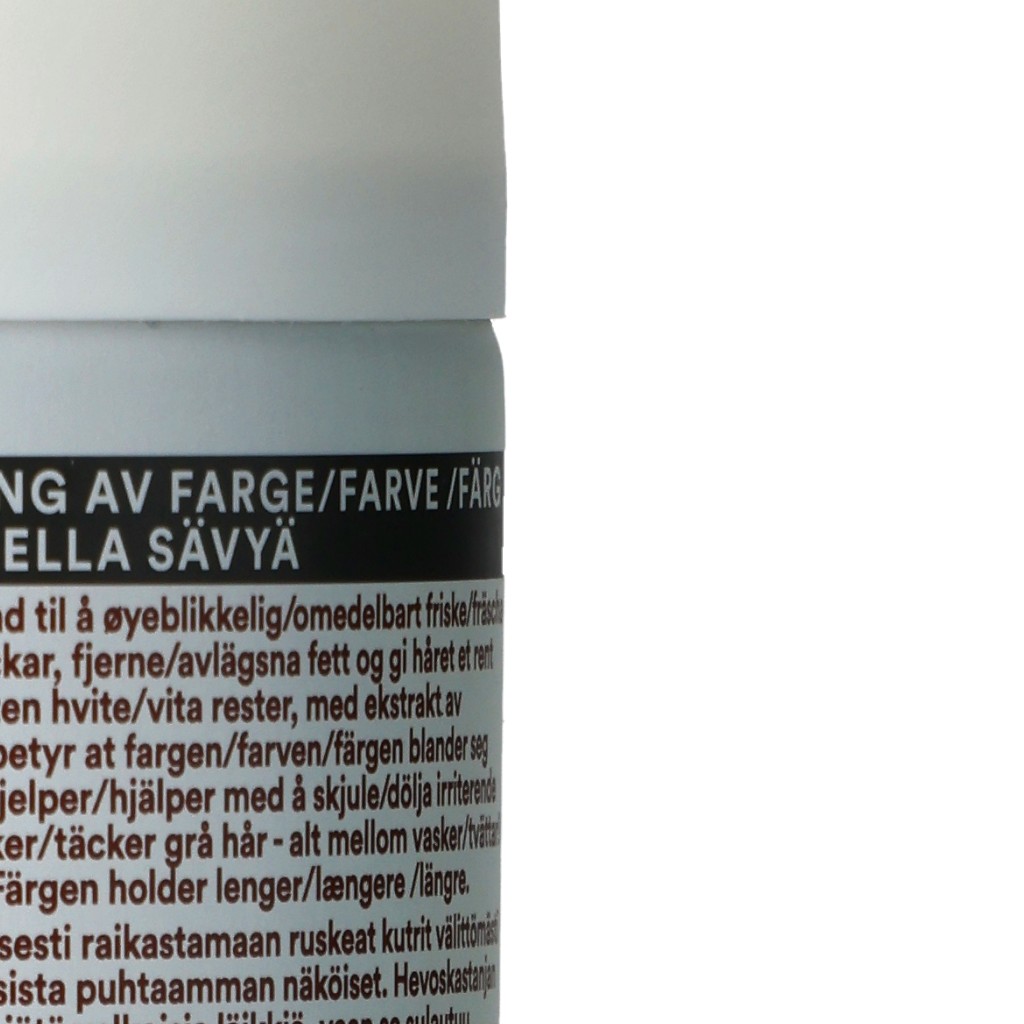 NG AV FARGE/FARVE /FÄRG
ELLA SÄVYÄ
til å øyeblikkelig/omedelbart friske/fräscha
fjerne/avlägsna fett og gi håret et rent
hvite/vita rester, med ekstrakt av
betyr at fargen/farven/färgen blander seg
jelper/hjälper med å skjule/dölja irriterende
ker/täcker grå hår - alt mellom vasker/tvättar
Färgen holder lenger/længere /längre.
sesti raikastamaan ruskeat kutrit välittömästi
sista puhtaamman näköiset. Hevoskastanjan